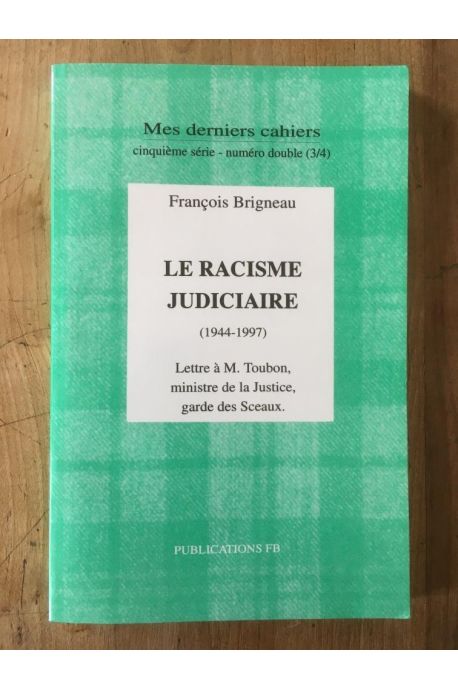 Mes derniers cahiers
cinquième série - numéro double (3/4)
François Brigneau
LE RACISME
JUDICIAIRE
(1944-1997)
Lettre à M. Toubon,
ministre de la Justice,
garde des Sceaux.
PUBLICATIONS FB